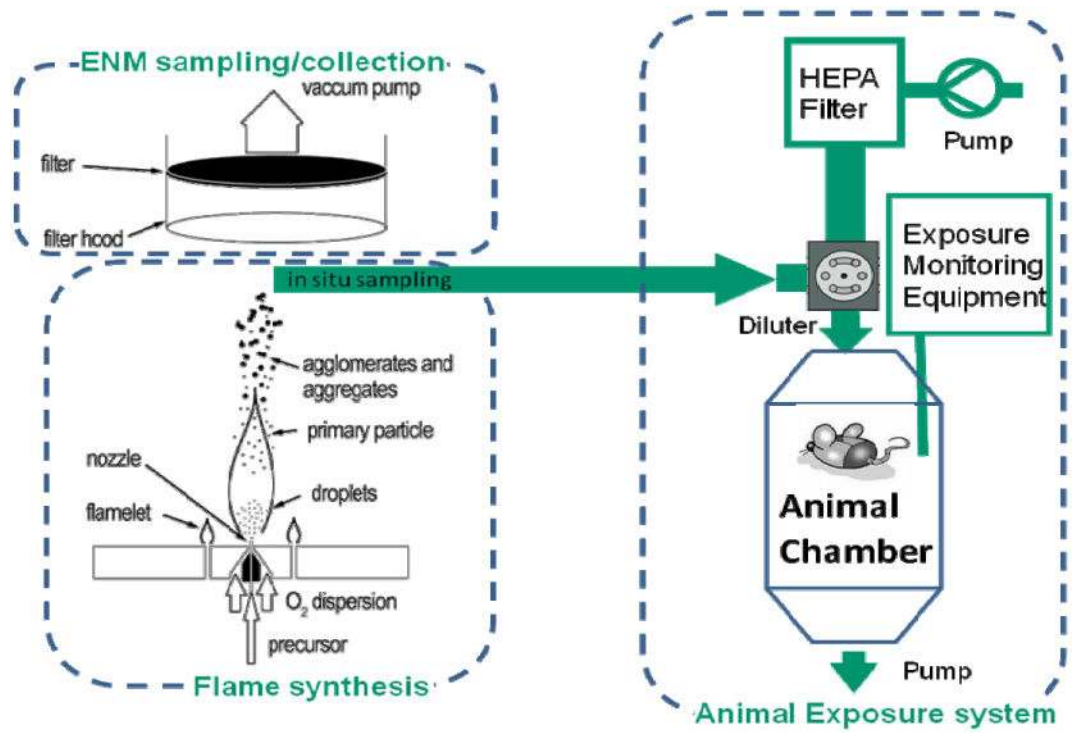 ENM sampling/collection
vaccum pump
filter
filter hood
in situ sampling
agglomerates and
aggregates
primary particle
nozzle
droplets
flamelet
O2 dispersion
precursor
Flame synthesis
HEPA
Filter
Pump
Exposure
Monitoring
Equipment
Diluter
Animal
Chamber
Pump
Animal Exposure system